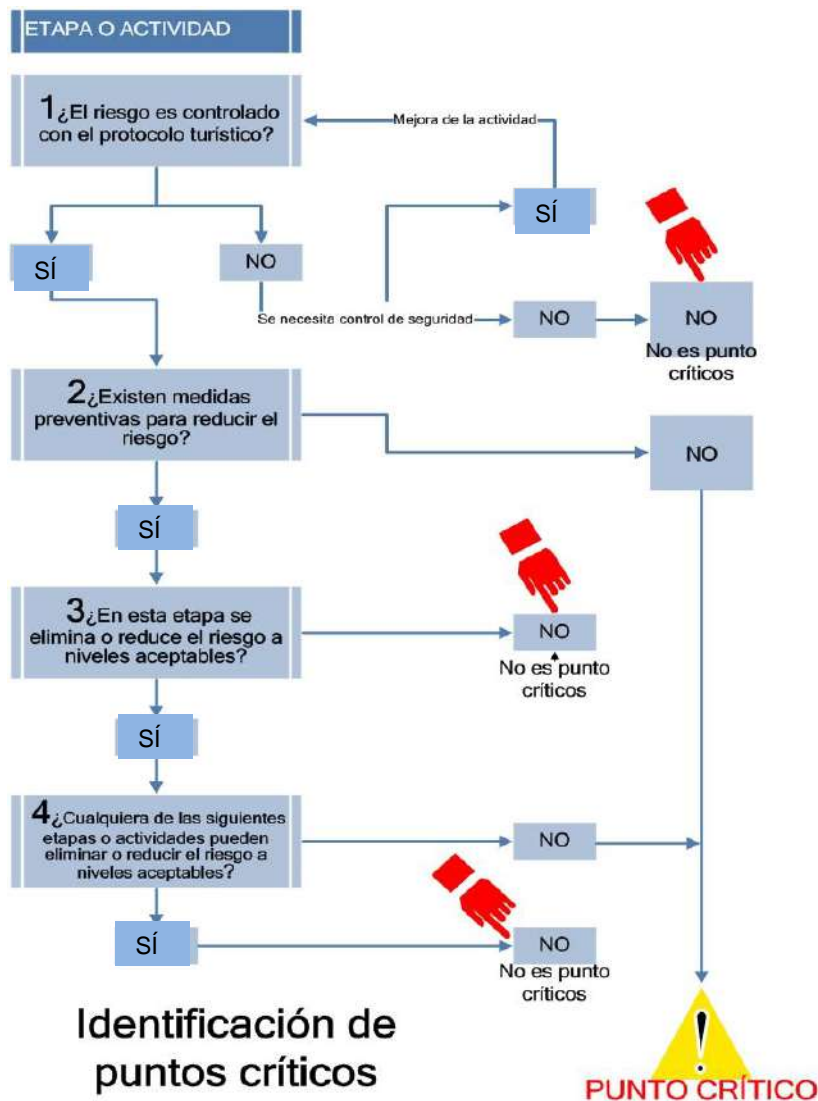 ETAPA O ACTIVIDAD
1¿El riesgo es controlado
con el protocolo turístico?
Mejora de la actividad
SÍ
SÍ
NO
Se necesita control de seguridad
NO
NO
No es punto
críticos
2¿Existen medidas
preventivas para reducir el
riesgo?
NO
SÍ
3¿En esta etapa se
elimina o reduce el riesgo a
niveles aceptables?
NO
No es punto
críticos
SÍ
4¿Cualquiera de las siguientes
etapas o actividades pueden
eliminar o reducir el riesgo a
niveles aceptables?
NO
SÍ
NO
No es punto
críticos
Identificación de
puntos críticos
!
PUNTO CRÍTICO